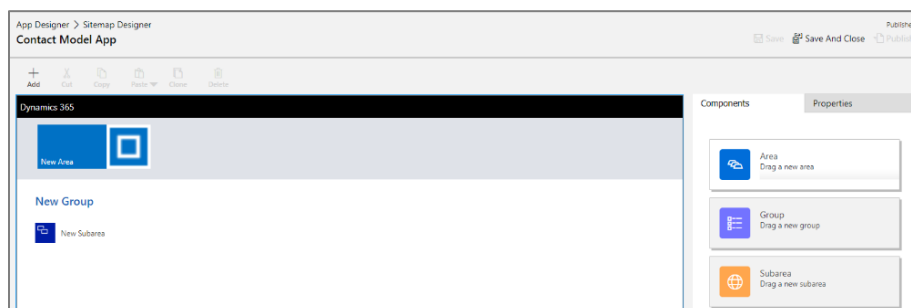 App Designer > Sitemap Designer
Published
Contact Model App
Save
Save And Close
Publish
Add
Cut
Copy
Paste
Clone
Delete
Dynamics 365
Components
Properties
New Area
Area
Drag a new area
New Group
New Subarea
Group
Drag a new group
Subarea
Drag a new subarea